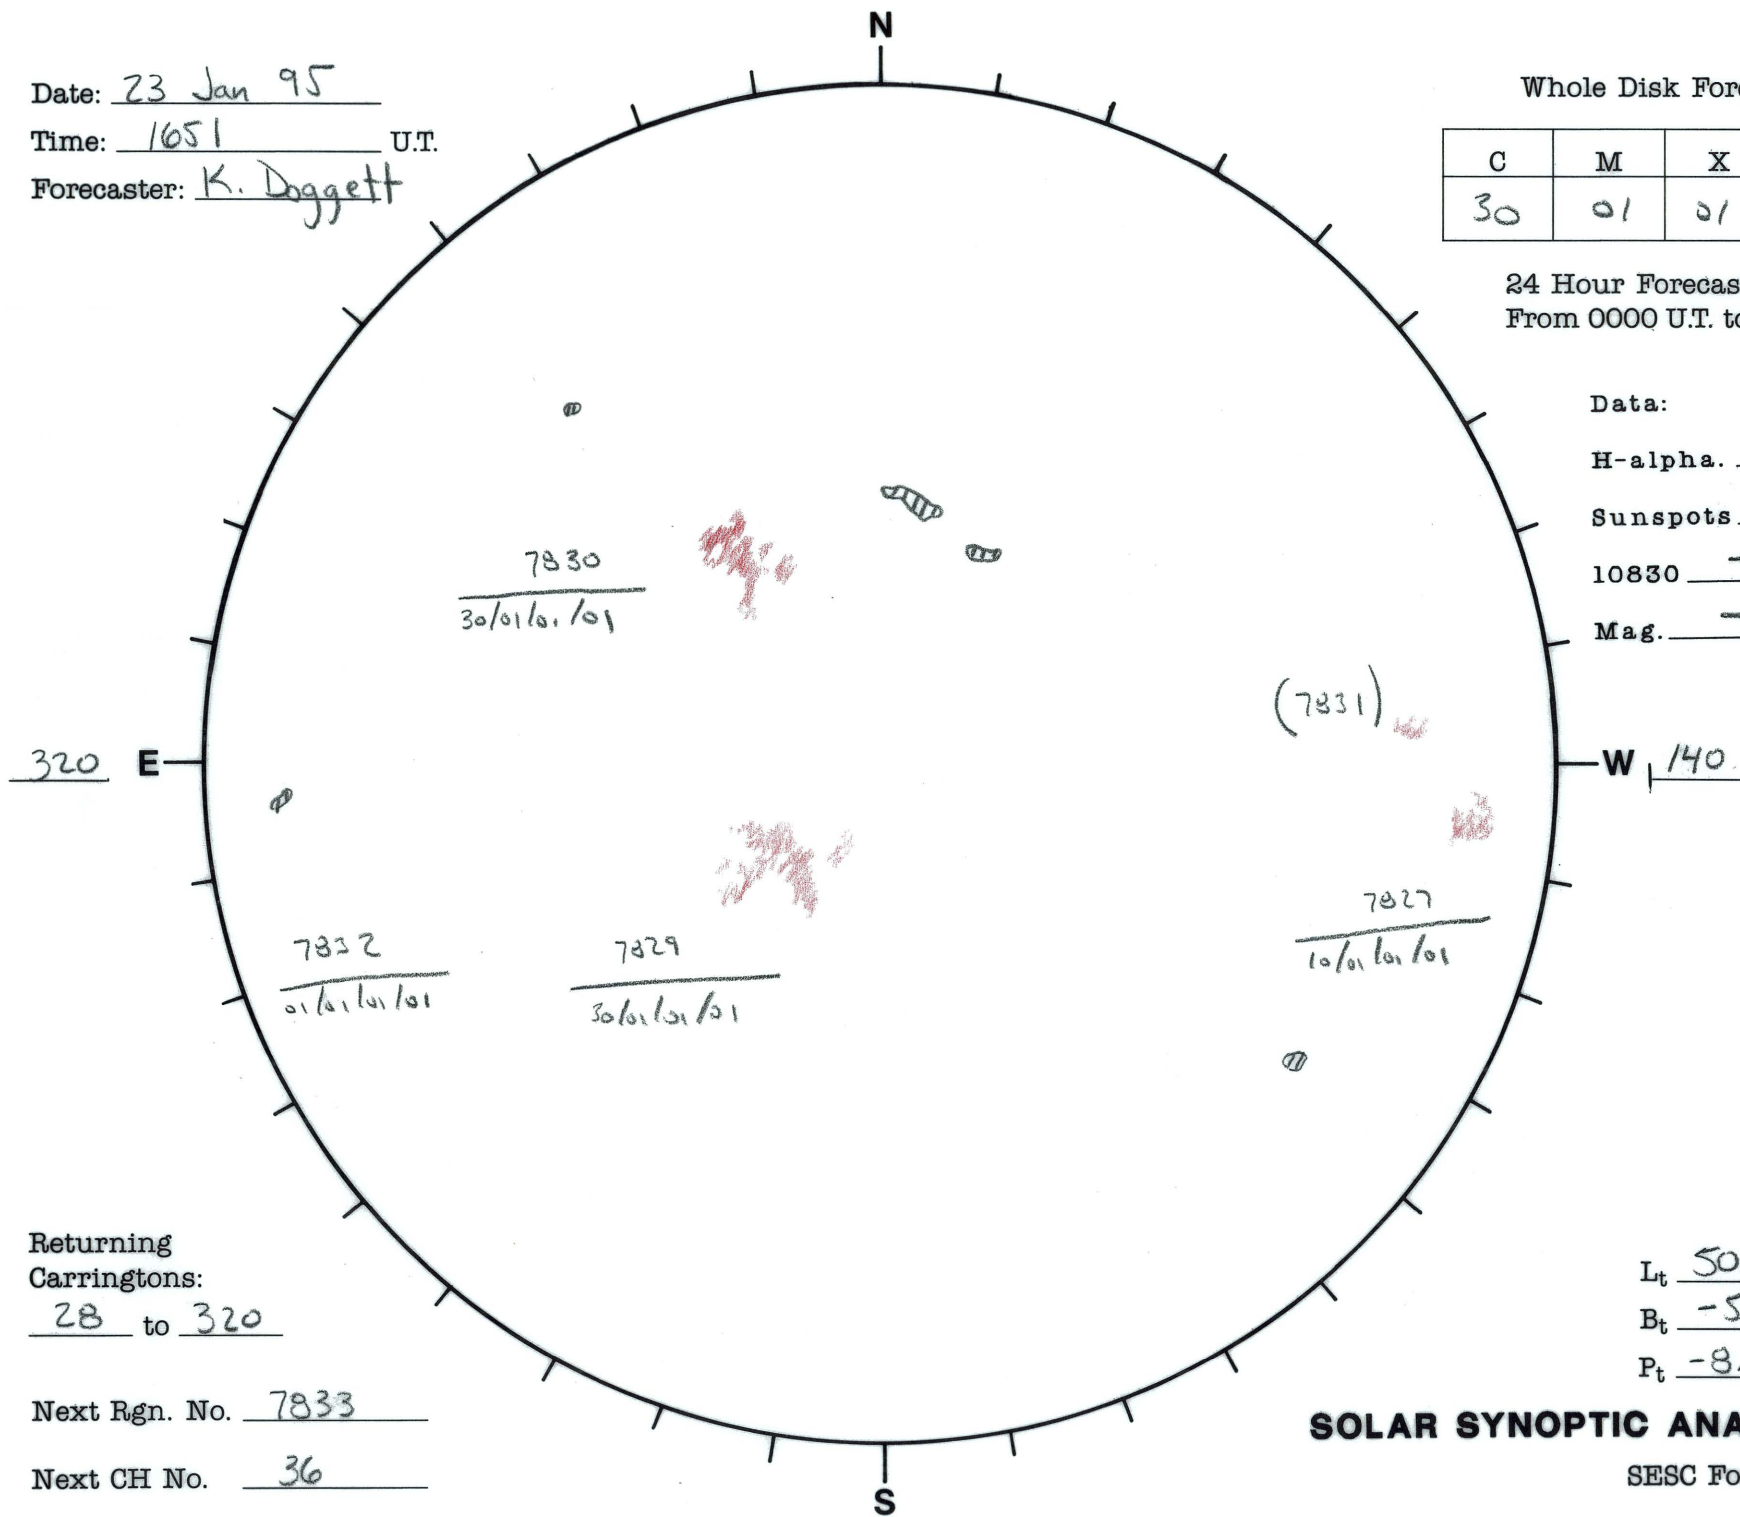 N
Date: 23 Jan 95
Time: 1651 U.T.
Forecaster: K. Doggett
Whole Disk Fore
C M X
30 01 01
24 Hour Forecas
From 0000 U.T. to
Data:
H-alpha.
Sunspots
10830
Mag.
7830
30/01/01/01
(7831)
320 E
W 140
7827
10/01/01/01
7832
01/01/01/01
7829
30/01/01/01
Returning
Carringtons:
28 to 320
Next Rgn. No. 7833
Next CH No. 36
Lt 50
Bt -5
Pt -8.
SOLAR SYNOPTIC ANA
SESC Fo
S